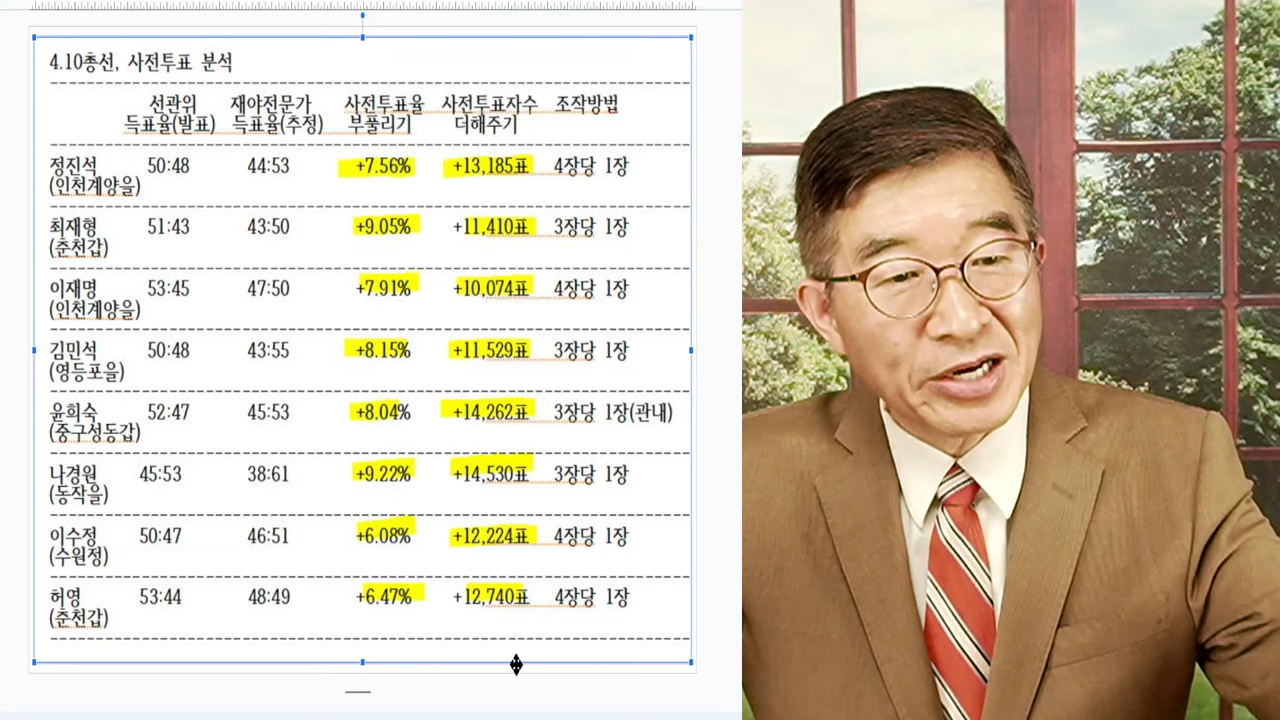 4.10총선, 사전투표 분석
선관위 재야전문가 사전투표율 사전투표자수 조작방법
득표율(발표) 득표율(추정) 부풀리기 더해주기
정진석 50:48 44:53 +7.56% +13,185표 4장당 1장
(인천계양을)
최재형 51:43 43:50 +9.05% +11,410표 3장당 1장
(춘천갑)
이재명 53:45 47:50 +7.91% +10,074표 4장당 1장
(인천계양을)
김민석 50:48 43:55 +8.15% +11,529표 3장당 1장
(영등포을)
윤희숙 52:47 45:53 +8.04% +14,262표 3장당 1장(관내)
(중구성동갑)
나경원 45:53 38:61 +9.22% +14,530표 3장당 1장
(동작을)
이수정 50:47 46:51 +6.08% +12,224표 4장당 1장
(수원정)
허영 53:44 48:49 +6.47% +12,740표 4장당 1장
(춘천갑)